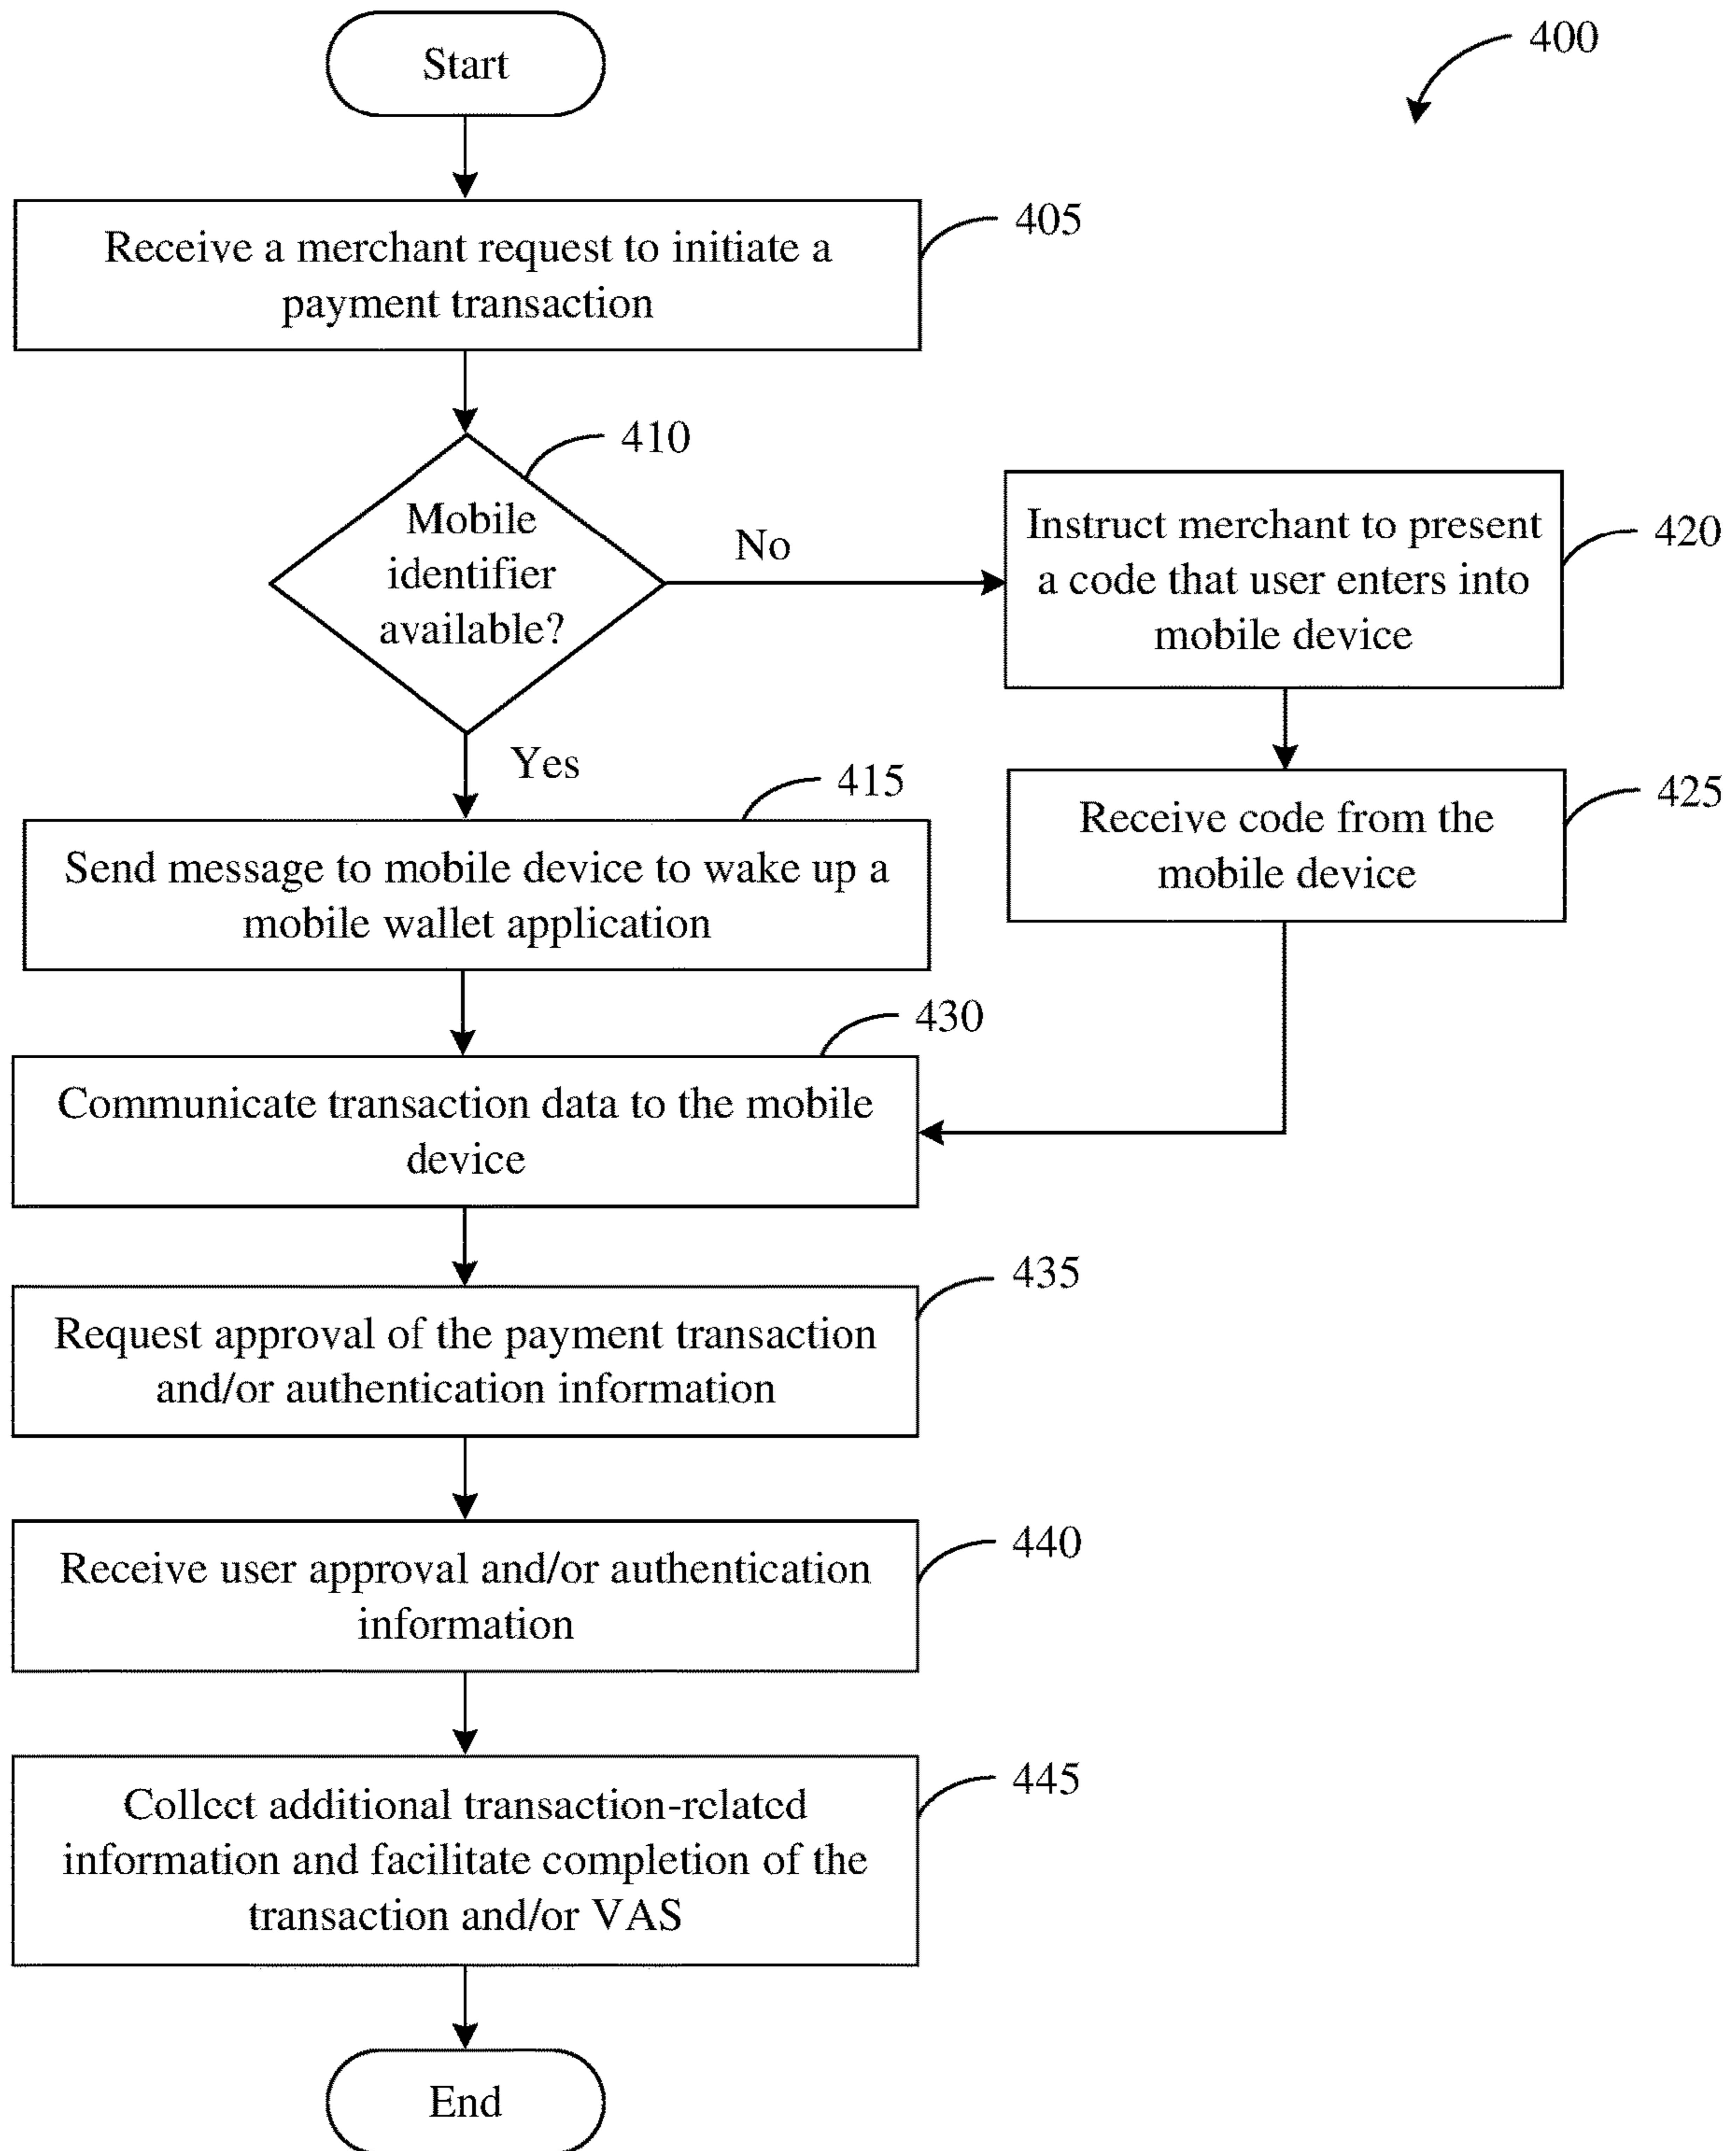 Start
400
Receive a merchant request to initiate a
payment transaction
405
410
Mobile
identifier
available?
No
Yes
Instruct merchant to present
a code that user enters into
mobile device
420
415
Send message to mobile device to wake up a
mobile wallet application
Receive code from the
mobile device
425
430
Communicate transaction data to the mobile
device
435
Request approval of the payment transaction
and/or authentication information
440
Receive user approval and/or authentication
information
445
Collect additional transaction-related
information and facilitate completion of the
transaction and/or VAS
End